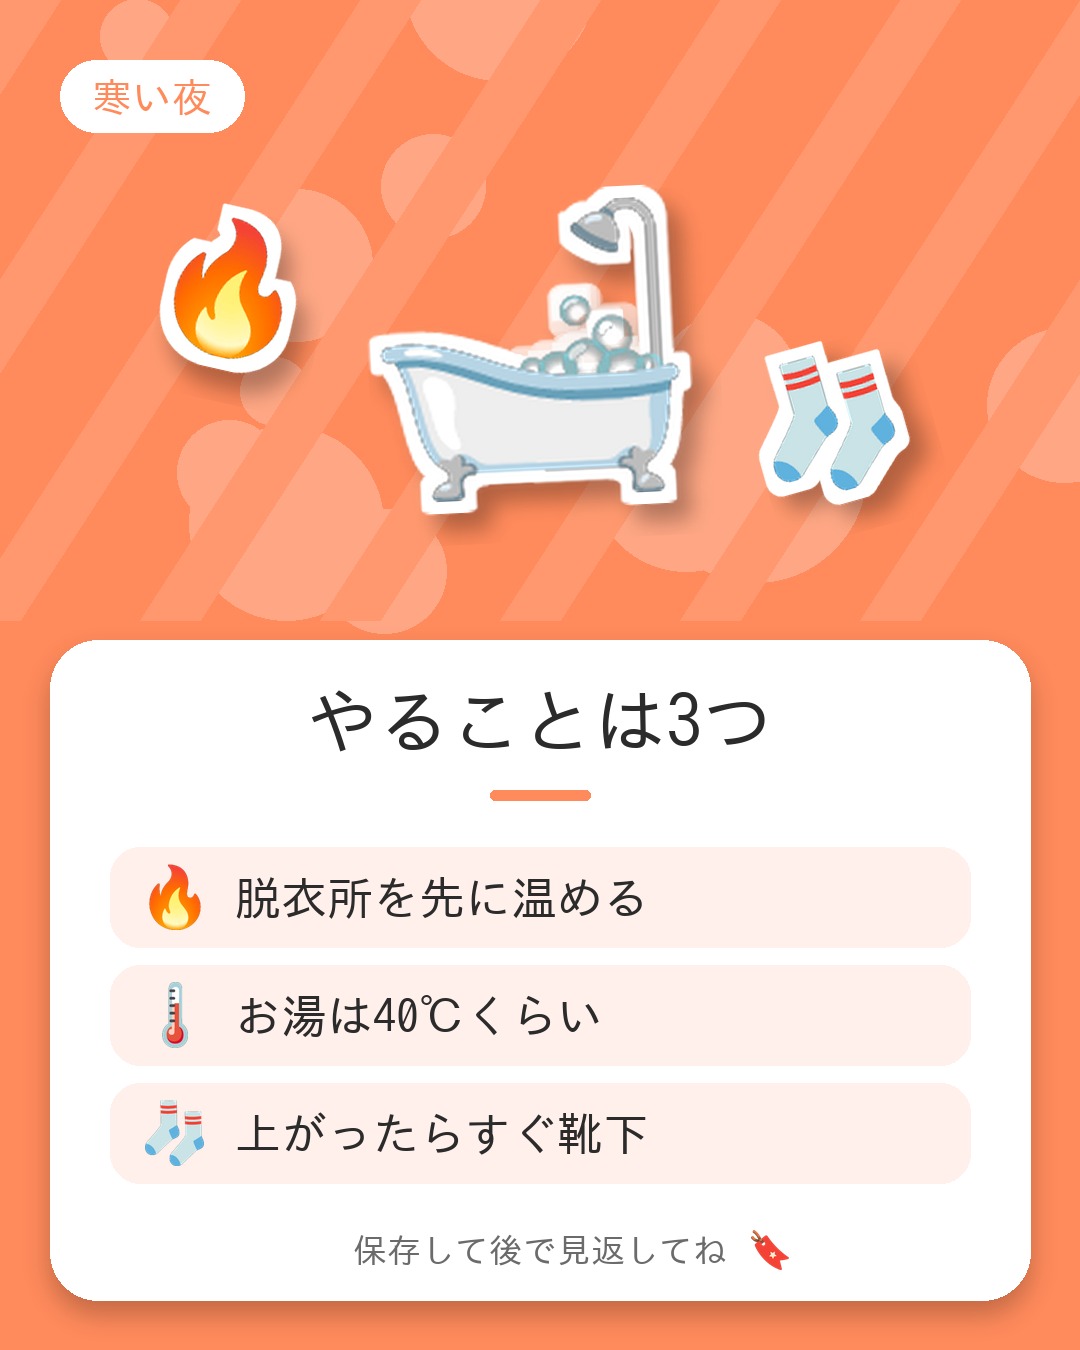 寒い夜
やることは3つ
脱衣所を先に温める
お湯は40℃くらい
上がったらすぐ靴下
保存して後で見返してね